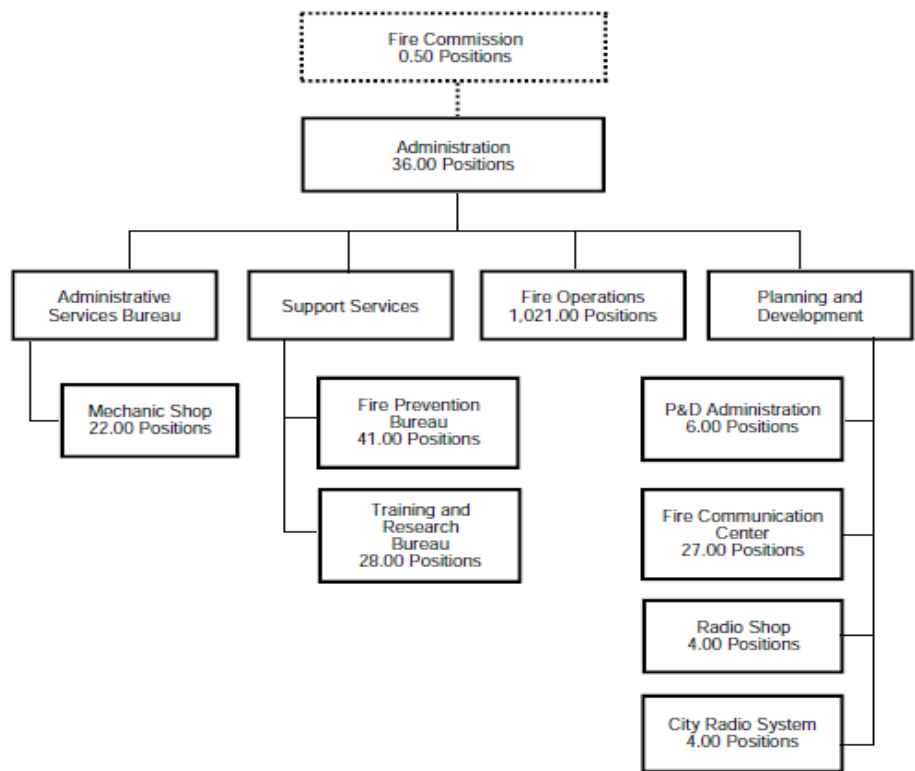 Fire Commission
0.50 Positions
Administration
36.00 Positions
Administrative
Services Bureau
Support Services
Fire Operations
1,021.00 Positions
Planning and
Development
Mechanic Shop
22.00 Positions
Fire Prevention
Bureau
41.00 Positions
Training and
Research
Bureau
28.00 Positions
P&D Administration
6.00 Positions
Fire Communication
Center
27.00 Positions
Radio Shop
4.00 Positions
City Radio System
4.00 Positions